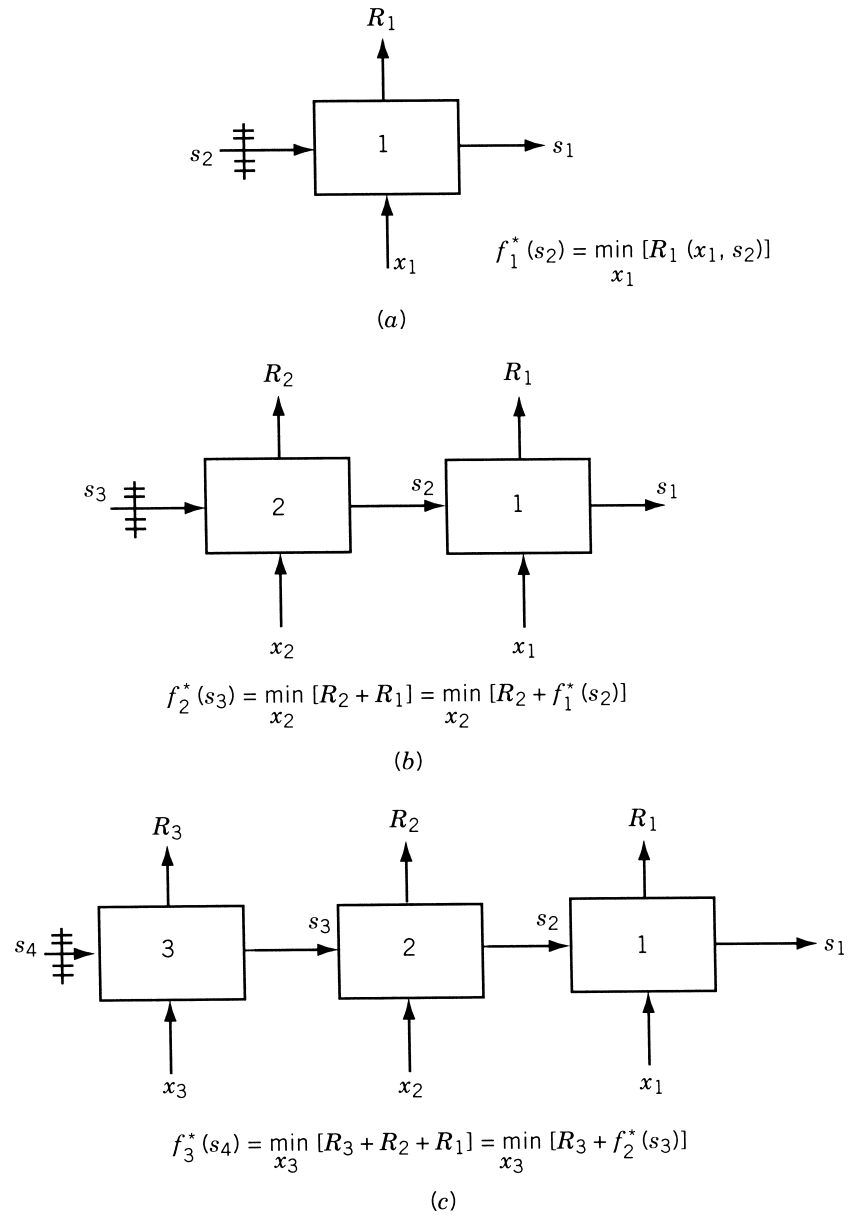 R₁
s₂ 1 s₁
x₁
f₁*(s₂) = min [R₁ (x₁, s₂)]
x₁
(a)
R₂ R₁
s₃ 2 s₂ 1 s₁
x₂ x₁
f₂*(s₃) = min [R₂ + R₁] = min [R₂ + f₁*(s₂)]
x₂ x₂
(b)
R₃ R₂ R₁
s₄ 3 s₃ 2 s₂ 1 s₁
x₃ x₂ x₁
f₃*(s₄) = min [R₃ + R₂ + R₁] = min [R₃ + f₂*(s₃)]
x₃ x₃
(c)